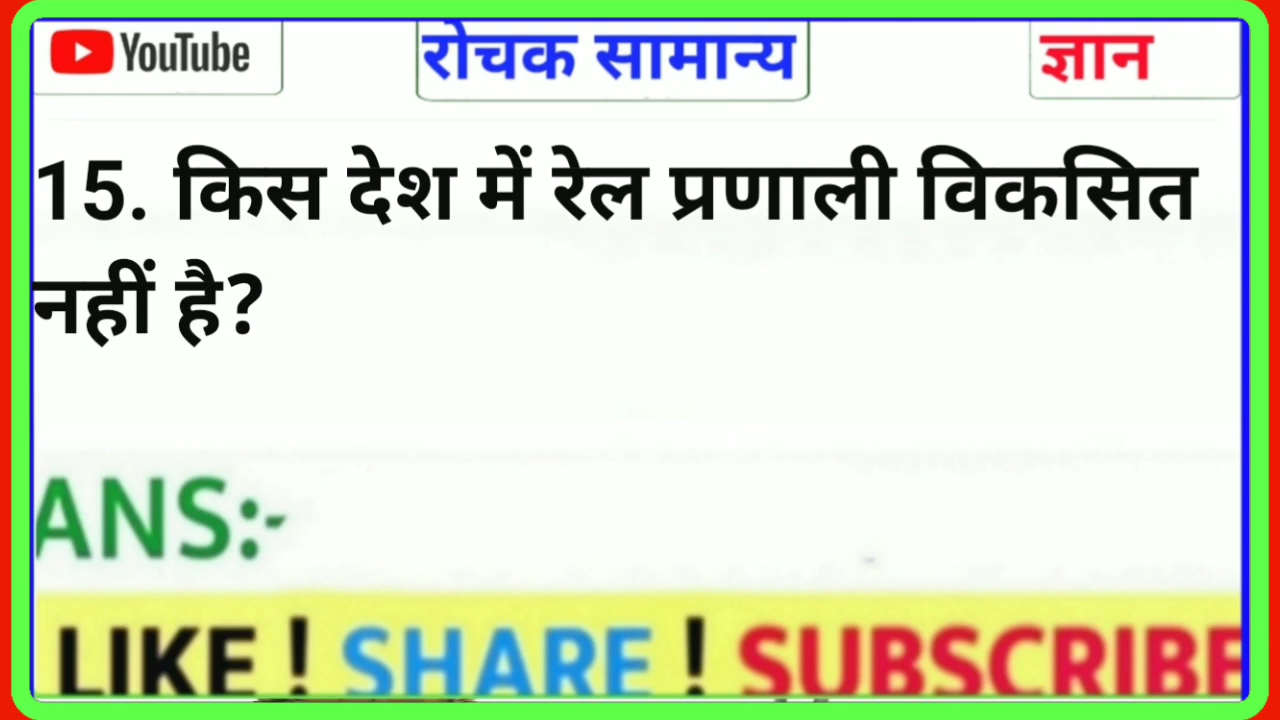 YouTube रोचक सामान्य ज्ञान
15. किस देश में रेल प्रणाली विकसित
नहीं है?
ANS:-
LIKE ! SHARE ! SUBSCRIBE